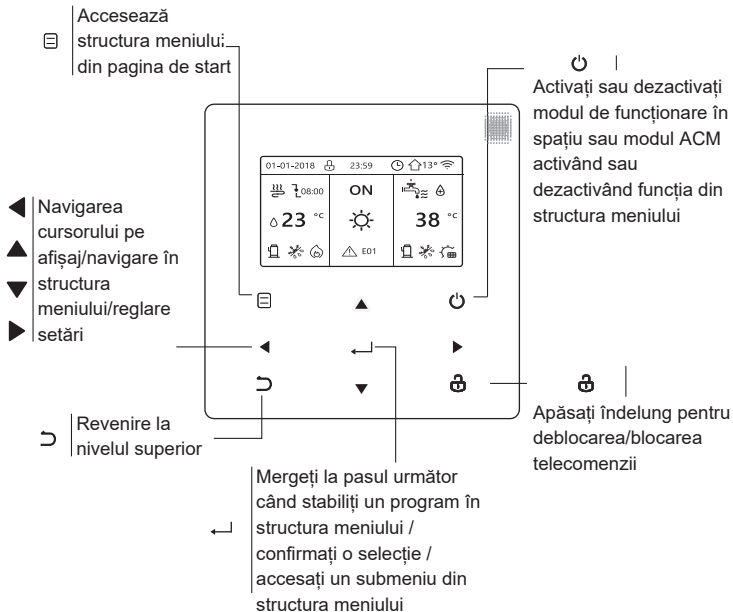 Accesează
structura meniului
din pagina de start
Activați sau dezactivați
modul de funcționare în
spațiu sau modul ACM
activând sau
dezactivând funcția din
structura meniului
01-01-2018 23:59 13°
08:00 ON
23 °C 38 °C
E01
Navigarea
cursorului pe
afișaj/navigare în
structura
meniului/reglare
setări
Revenire la
nivelul superior
Apăsați îndelung pentru
deblocarea/blocarea
telecomenzii
Mergeți la pasul următor
când stabiliți un program în
structura meniului /
confirmați o selecție /
accesați un submeniu din
structura meniului